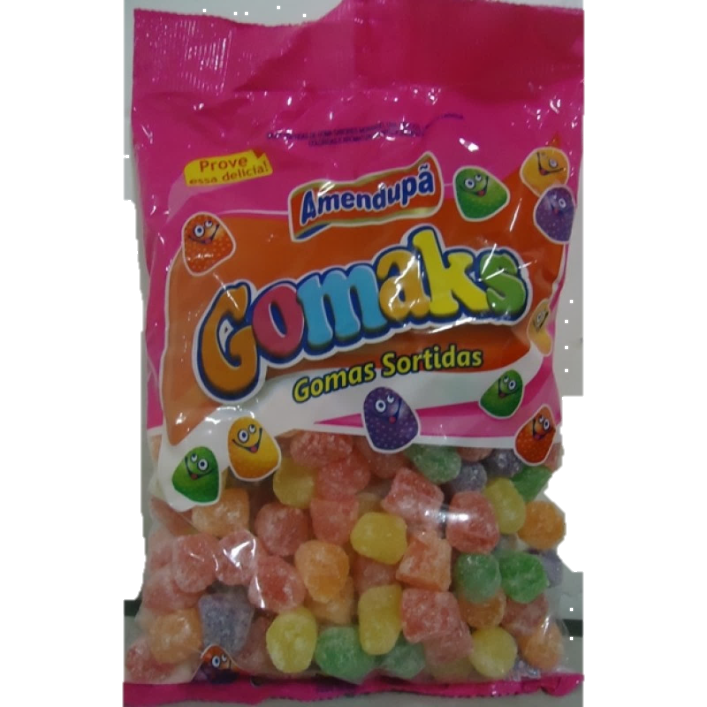 Prove
essa delícia!
Amendupã
Gomaks
Gomas Sortidas